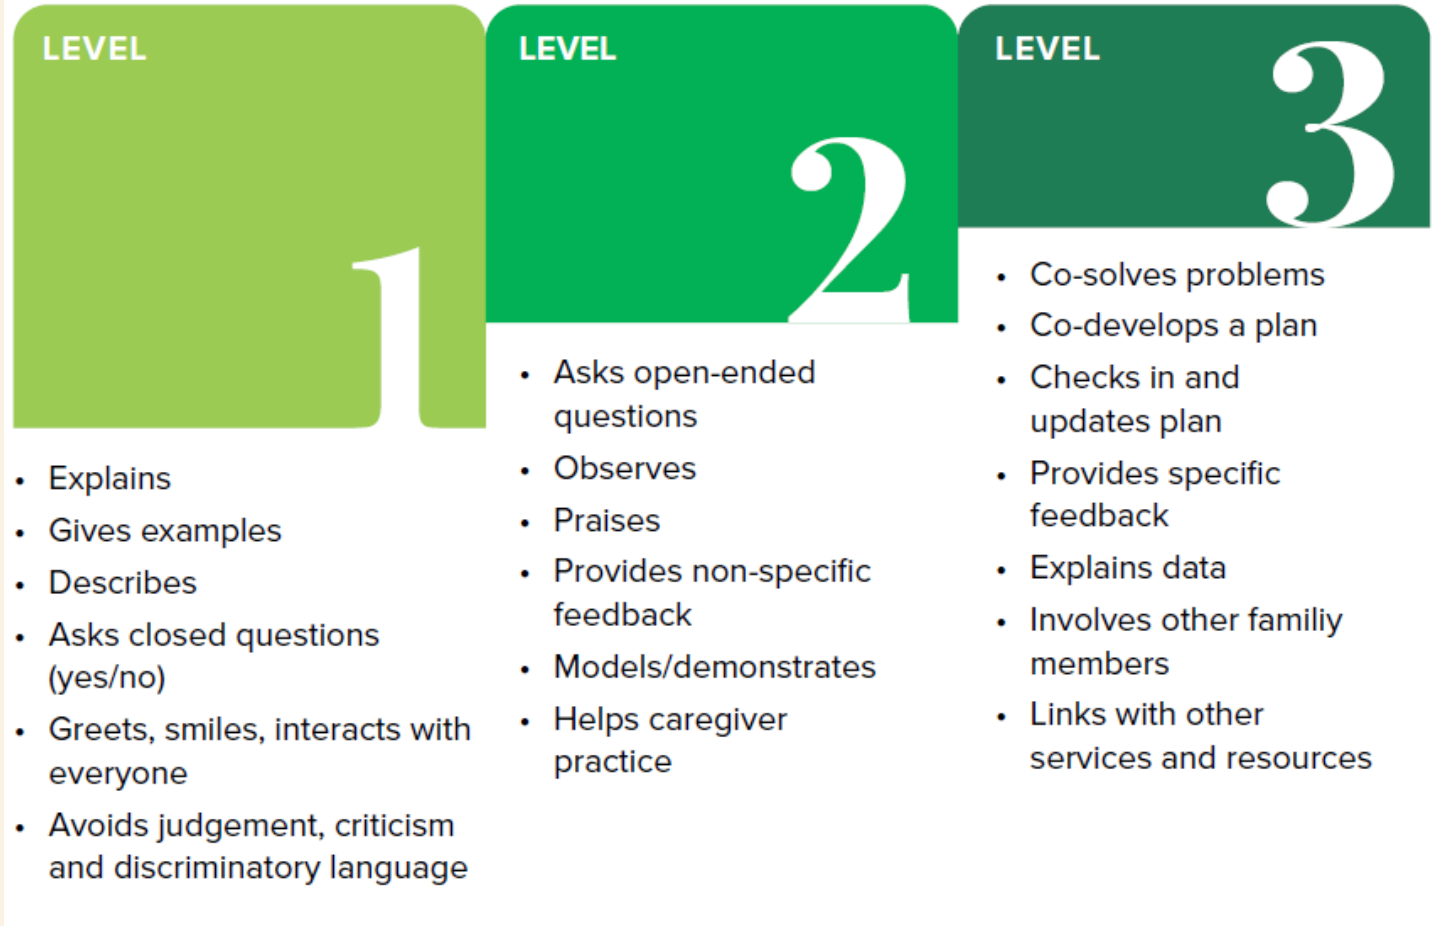 LEVEL
1
• Explains
• Gives examples
• Describes
• Asks closed questions
(yes/no)
• Greets, smiles, interacts with
everyone
• Avoids judgement, criticism
and discriminatory language
LEVEL
2
• Asks open-ended
questions
• Observes
• Praises
• Provides non-specific
feedback
• Models/demonstrates
• Helps caregiver
practice
LEVEL
3
• Co-solves problems
• Co-develops a plan
• Checks in and
updates plan
• Provides specific
feedback
• Explains data
• Involves other familiy
members
• Links with other
services and resources